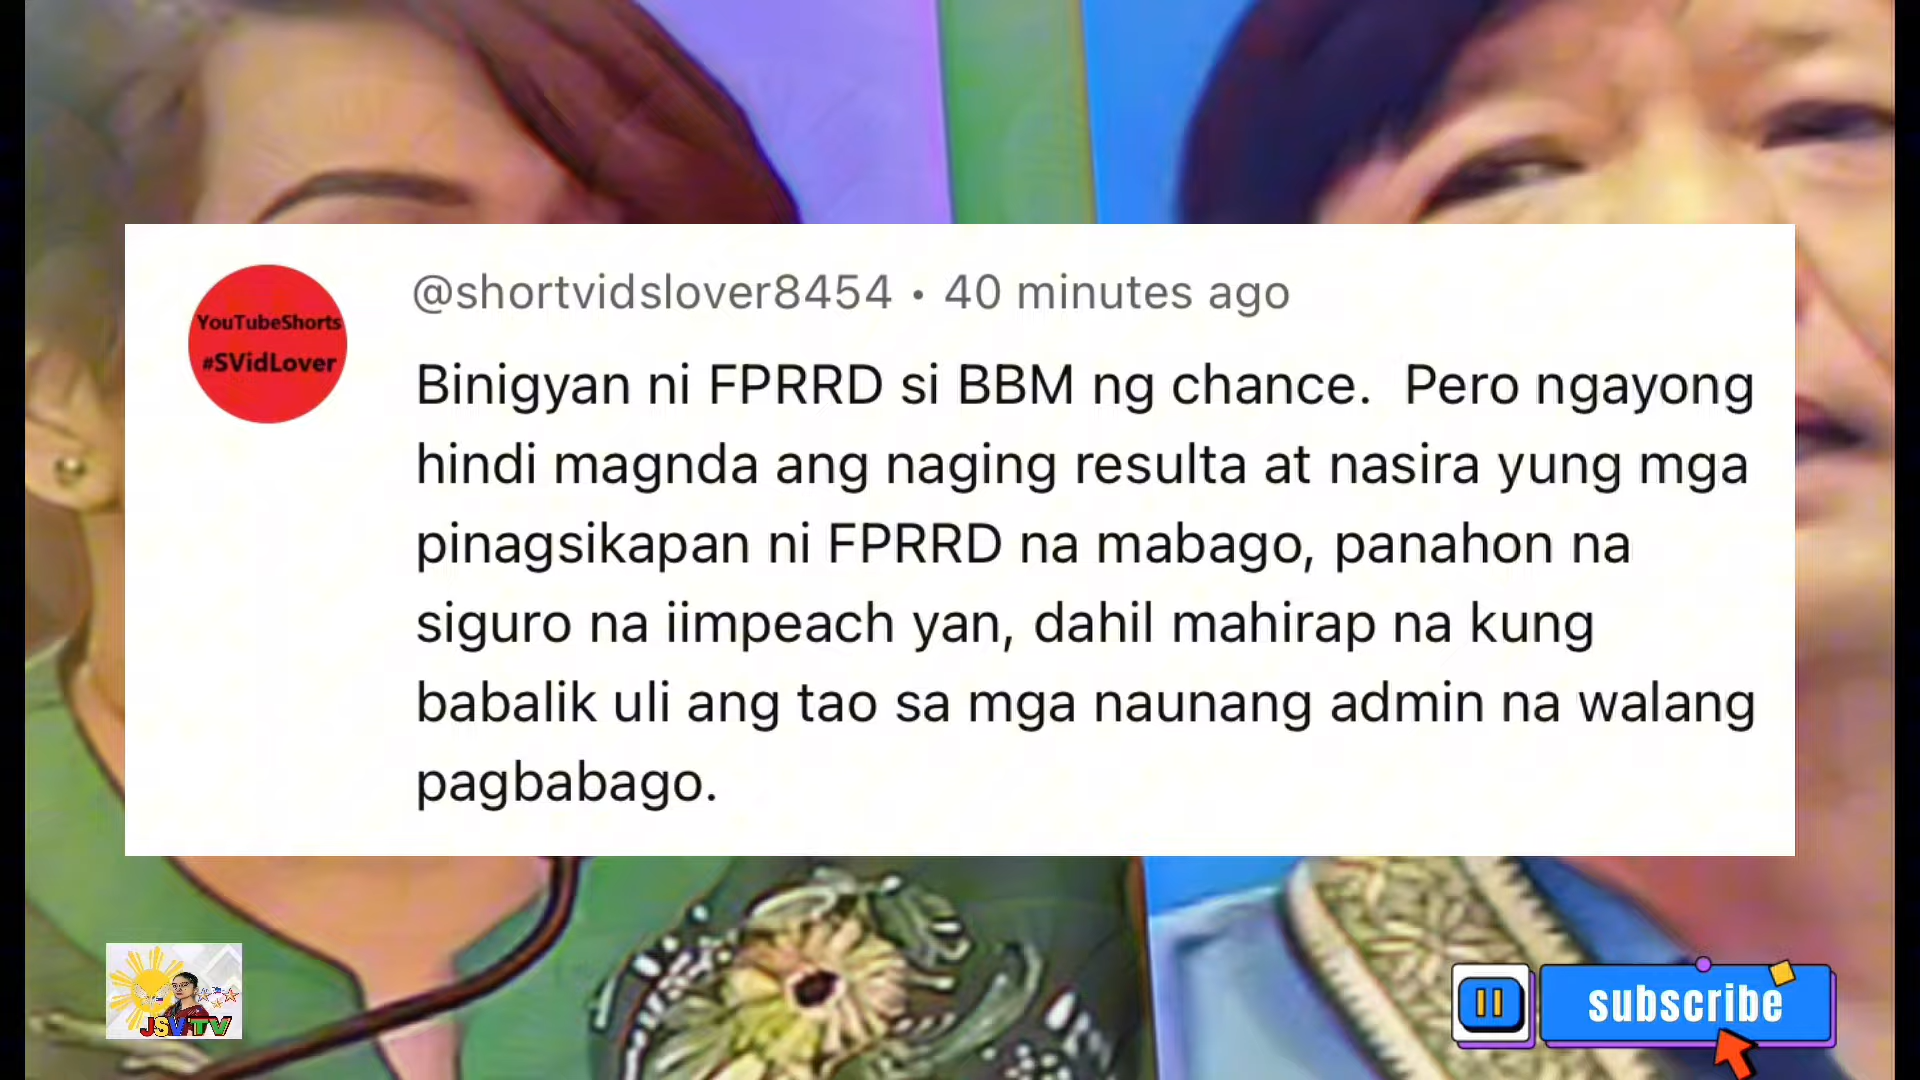 YouTubeShorts
#SVidLover
@shortvidslover8454 • 40 minutes ago
Binigyan ni FPRRD si BBM ng chance.  Pero ngayong
hindi magnda ang naging resulta at nasira yung mga
pinagsikapan ni FPRRD na mabago, panahon na
siguro na iimpeach yan, dahil mahirap na kung
babalik uli ang tao sa mga naunang admin na walang
pagbabago.
JSV TV
subscribe